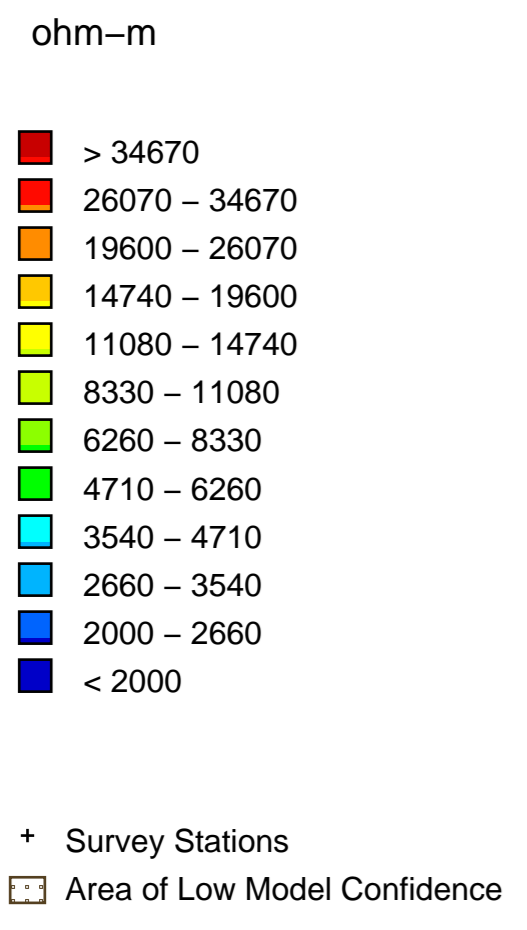 ohm–m
> 34670
26070 – 34670
19600 – 26070
14740 – 19600
11080 – 14740
8330 – 11080
6260 – 8330
4710 – 6260
3540 – 4710
2660 – 3540
2000 – 2660
< 2000
+ Survey Stations
Area of Low Model Confidence